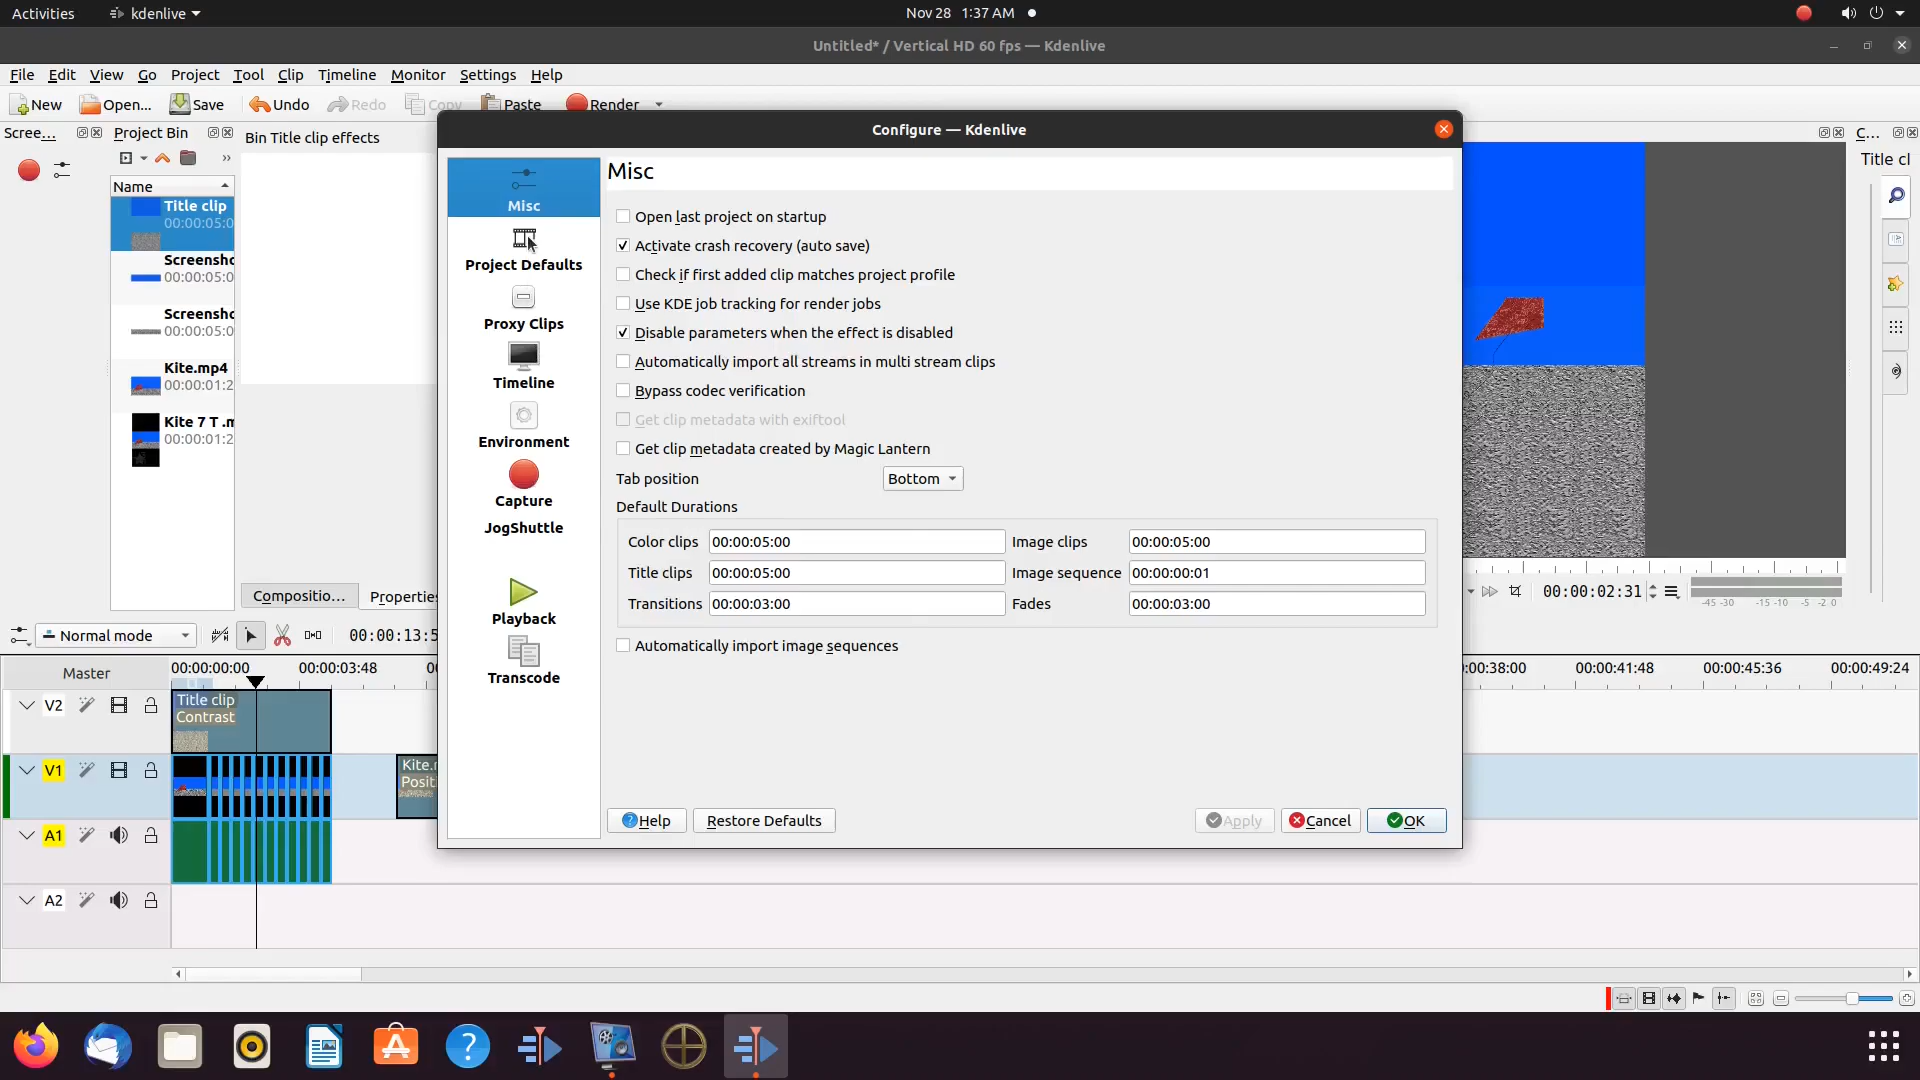 Activities
kdenlive
Nov 28 1:37 AM
Untitled* / Vertical HD 60 fps — Kdenlive
File Edit View Go Project Tool Clip Timeline Monitor Settings Help
New Open... Save Undo Redo Copy Paste Render
Scree...
Project Bin
Bin Title clip effects
Name
Title clip
00:00:05:0
Screensho
00:00:05:0
Screensho
00:00:05:0
Kite.mp4
00:00:01:2
Kite 7 T .m
00:00:01:2
Compositio...
Properties
Configure — Kdenlive
Misc
Project Defaults
Proxy Clips
Timeline
Environment
Capture
JogShuttle
Playback
Transcode
Misc
Open last project on startup
Activate crash recovery (auto save)
Check if first added clip matches project profile
Use KDE job tracking for render jobs
Disable parameters when the effect is disabled
Automatically import all streams in multi stream clips
Bypass codec verification
Get clip metadata with exiftool
Get clip metadata created by Magic Lantern
Tab position Bottom
Default Durations
Color clips 00:00:05:00 Image clips 00:00:05:00
Title clips 00:00:05:00 Image sequence 00:00:00:01
Transitions 00:00:03:00 Fades 00:00:03:00
Automatically import image sequences
Help Restore Defaults Apply Cancel OK
C...
Title cl
00:00:02:31
-45 -30 -15 -10 -5 -2 0
Normal mode
00:00:13:5
Master
00:00:00:00 00:00:03:48 0
:00:38:00 00:00:41:48 00:00:45:36 00:00:49:24
V2
Title clip
Contrast
V1
Kite.m
Positi
A1
A2